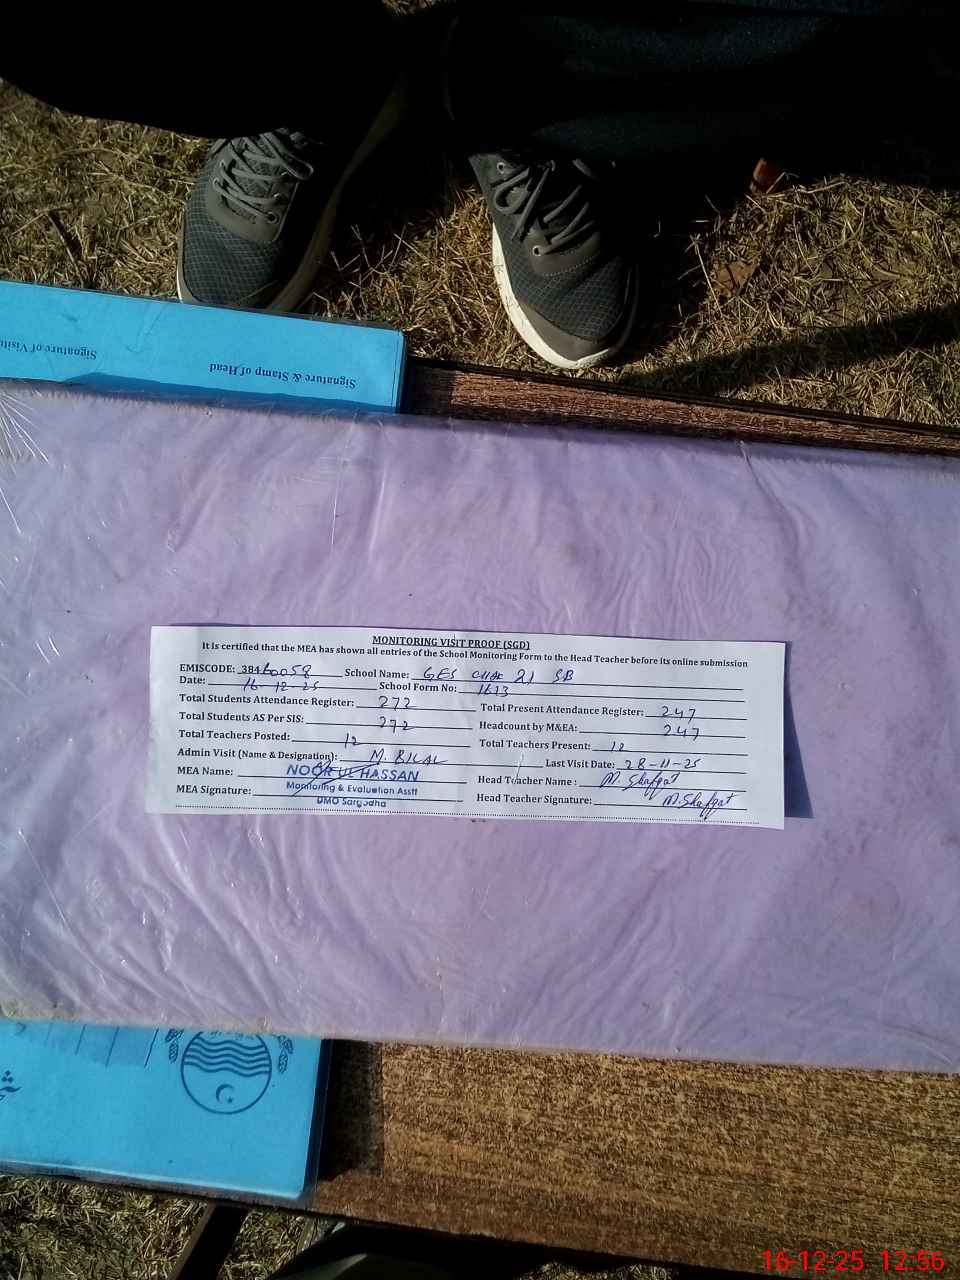 Signature of Visito
Signature & Stamp of Head
MONITORING VISIT PROOF (SGD)
It is certified that the MEA has shown all entries of the School Monitoring Form to the Head Teacher before its online submission
EMISCODE: 38460058 School Name: GES CHAK 21 SB
Date: 16-12-25 School Form No: 1613
Total Students Attendance Register: 272 Total Present Attendance Register: 247
Total Students AS Per SIS: 272 Headcount by M&EA: 247
Total Teachers Posted: 12 Total Teachers Present: 12
Admin Visit (Name & Designation): M. BILAL Last Visit Date: 28-11-25
MEA Name: NOOR UL HASSAN Head Teacher Name: M. Shafqat
Monitoring & Evaluation Asstt
MEA Signature: Head Teacher Signature: M. Shafqat
DMO Sargodha
16-12-25 12:56